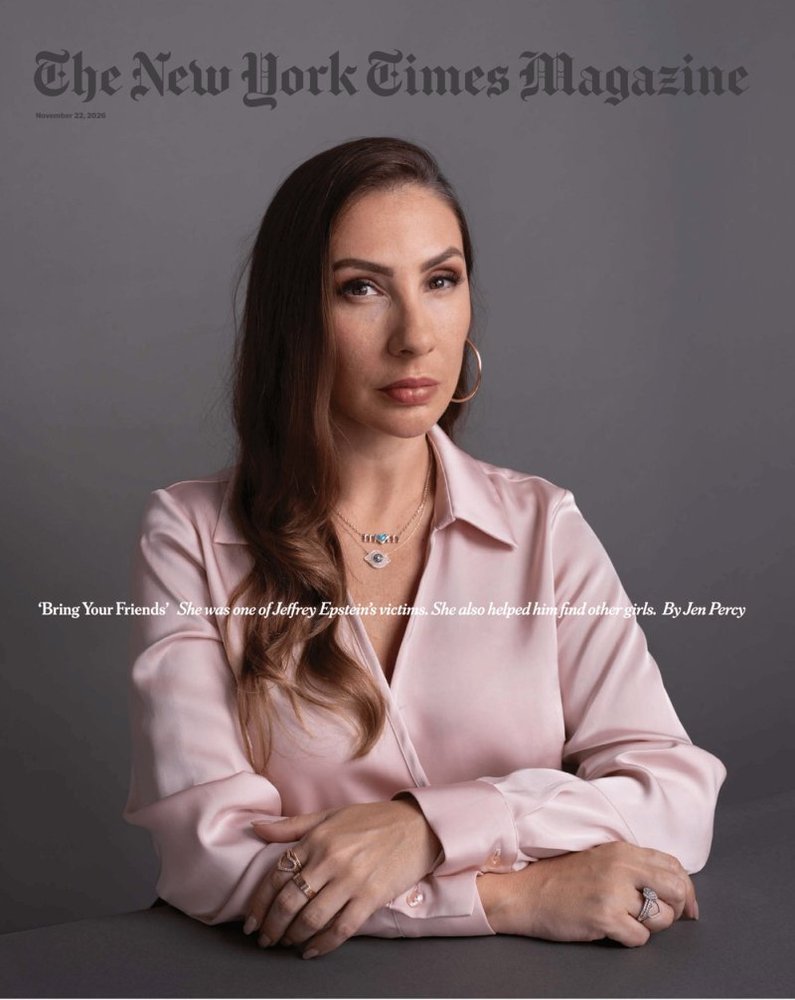 The New York Times Magazine
November 22, 2026
‘Bring Your Friends’ She was one of Jeffrey Epstein's victims. She also helped him find other girls. By Jen Percy